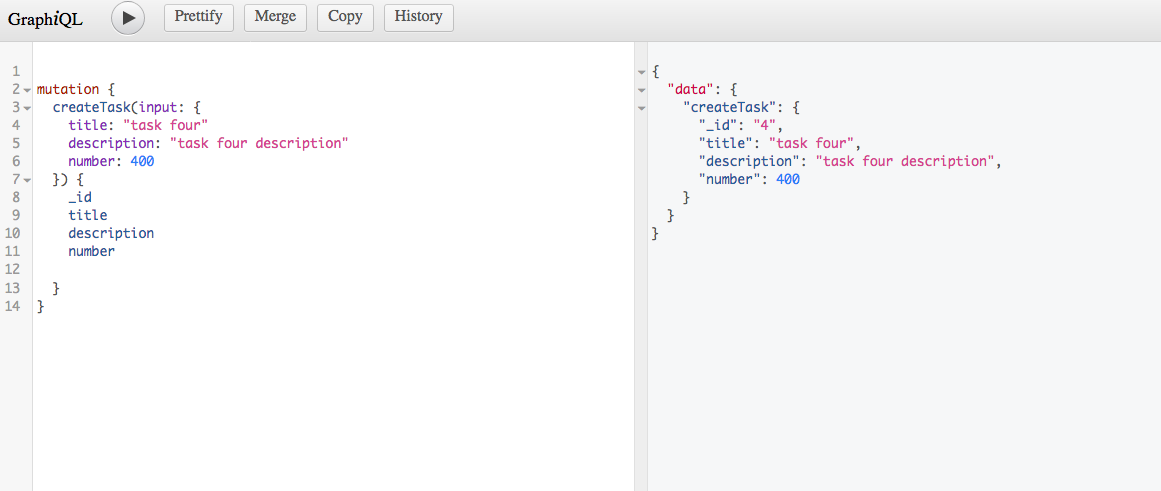 GraphiQL Prettify Merge Copy History
1
2 mutation {
3 createTask(input: {
4 title: "task four"
5 description: "task four description"
6 number: 400
7 }) {
8 _id
9 title
10 description
11 number
12
13 }
14 }
{
"data": {
"createTask": {
"_id": "4",
"title": "task four",
"description": "task four description",
"number": 400
}
}
}